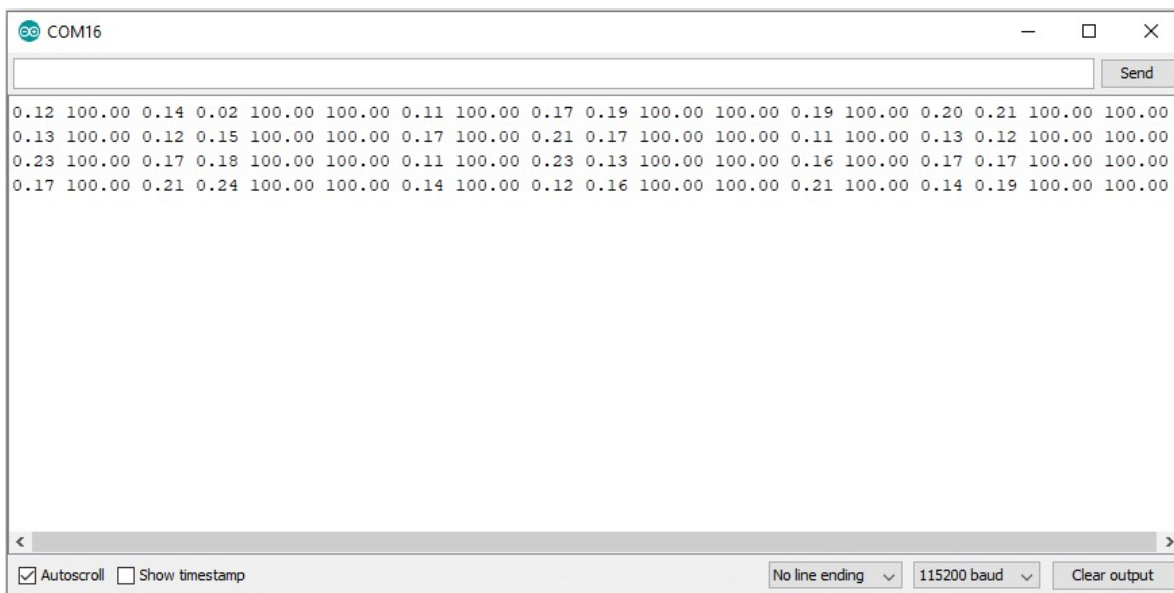 COM16
Send
0.12 100.00 0.14 0.02 100.00 100.00 0.11 100.00 0.17 0.19 100.00 100.00 0.19 100.00 0.20 0.21 100.00 100.00
0.13 100.00 0.12 0.15 100.00 100.00 0.17 100.00 0.21 0.17 100.00 100.00 0.11 100.00 0.13 0.12 100.00 100.00
0.23 100.00 0.17 0.18 100.00 100.00 0.11 100.00 0.23 0.13 100.00 100.00 0.16 100.00 0.17 0.17 100.00 100.00
0.17 100.00 0.21 0.24 100.00 100.00 0.14 100.00 0.12 0.16 100.00 100.00 0.21 100.00 0.14 0.19 100.00 100.00
Autoscroll Show timestamp No line ending 115200 baud Clear output